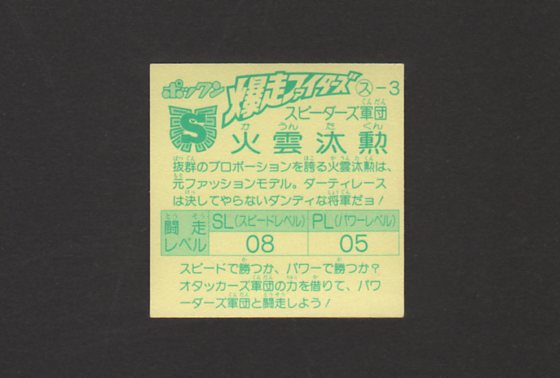 ポックン 爆走ファイターズ ス-3
S
スピーダーズ軍団
火雲汰勲
抜群のプロポーションを誇る火雲汰勲は、
元ファッションモデル。ダーティレース
は決してやらないダンディな将軍だョ!
闘走レベル SL(スピードレベル) PL(パワーレベル)
08 05
スピードで勝つか、パワーで勝つか?
オタッカーズ軍団の力を借りて、パワ
ーダーズ軍団と闘走しよう!